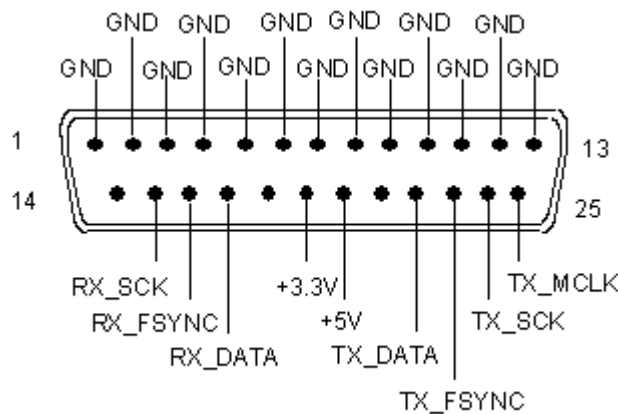 GND GND GND GND GND GND
GND GND GND GND GND GND GND
1 13
14 25
RX_SCK +3.3V TX_MCLK
RX_FSYNC +5V TX_SCK
RX_DATA TX_DATA
TX_FSYNC